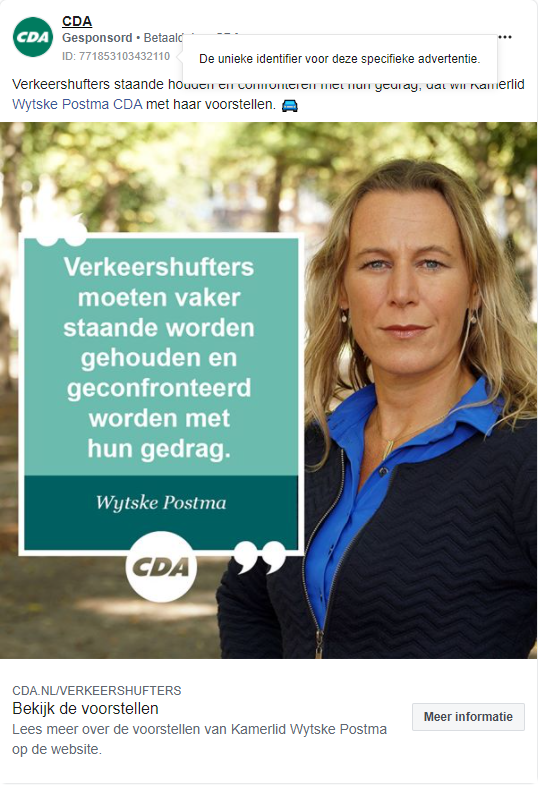 CDA
CDA
Gesponsord • Betaald
ID: 771853103432110
De unieke identifier voor deze specifieke advertentie.
Verkeershufters staande houden en confronteren met hun gedrag, dat wil Kamerlid
Wytske Postma CDA met haar voorstellen.
Verkeershufters
moeten vaker
staande worden
gehouden en
geconfronteerd
worden met
hun gedrag.
Wytske Postma
CDA
CDA.NL/VERKEERSHUFTERS
Bekijk de voorstellen
Lees meer over de voorstellen van Kamerlid Wytske Postma
op de website.
Meer informatie